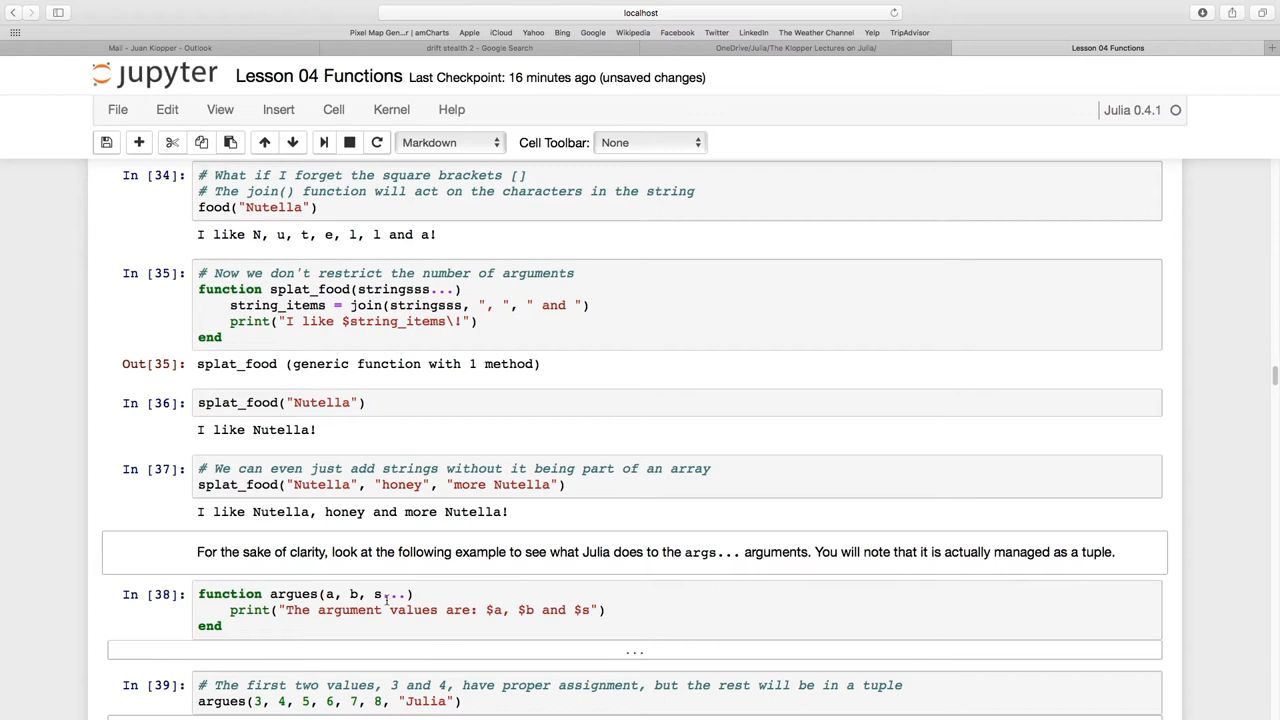 localhost
Pixel Map Gen...r | amCharts Apple iCloud Yahoo Bing Google Wikipedia Facebook Twitter LinkedIn The Weather Channel Yelp TripAdvisor
Mail - Juan Klopper - Outlook drift stealth 2 - Google Search OneDrive/Julia/The Klopper Lectures on Julia/ Lesson 04 Functions
jupyter Lesson 04 Functions Last Checkpoint: 16 minutes ago (unsaved changes)
File Edit View Insert Cell Kernel Help Julia 0.4.1
Markdown Cell Toolbar: None
In [34]: # What if I forget the square brackets []
# The join() function will act on the characters in the string
food("Nutella")
I like N, u, t, e, l, l and a!
In [35]: # Now we don't restrict the number of arguments
function splat_food(stringsss...)
string_items = join(stringsss, ", ", " and ")
print("I like $string_items\!")
end
Out[35]: splat_food (generic function with 1 method)
In [36]: splat_food("Nutella")
I like Nutella!
In [37]: # We can even just add strings without it being part of an array
splat_food("Nutella", "honey", "more Nutella")
I like Nutella, honey and more Nutella!
For the sake of clarity, look at the following example to see what Julia does to the args... arguments. You will note that it is actually managed as a tuple.
In [38]: function argues(a, b, s...)
print("The argument values are: $a, $b and $s")
end
...
In [39]: # The first two values, 3 and 4, have proper assignment, but the rest will be in a tuple
argues(3, 4, 5, 6, 7, 8, "Julia")